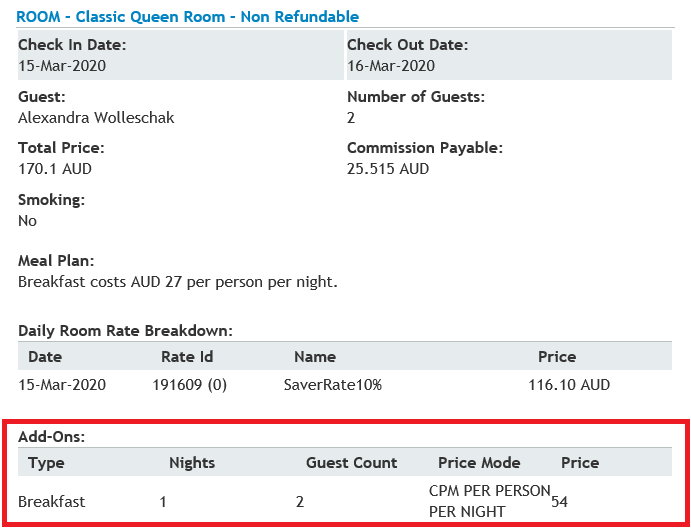 ROOM - Classic Queen Room - Non Refundable
Check In Date: Check Out Date:
15-Mar-2020 16-Mar-2020
Guest: Number of Guests:
Alexandra Wolleschak 2
Total Price: Commission Payable:
170.1 AUD 25.515 AUD
Smoking:
No
Meal Plan:
Breakfast costs AUD 27 per person per night.
Daily Room Rate Breakdown:
Date Rate Id Name Price
15-Mar-2020 191609 (0) SaverRate10% 116.10 AUD
Add-Ons:
Type Nights Guest Count Price Mode Price
Breakfast 1 2 CPM PER PERSON PER NIGHT 54